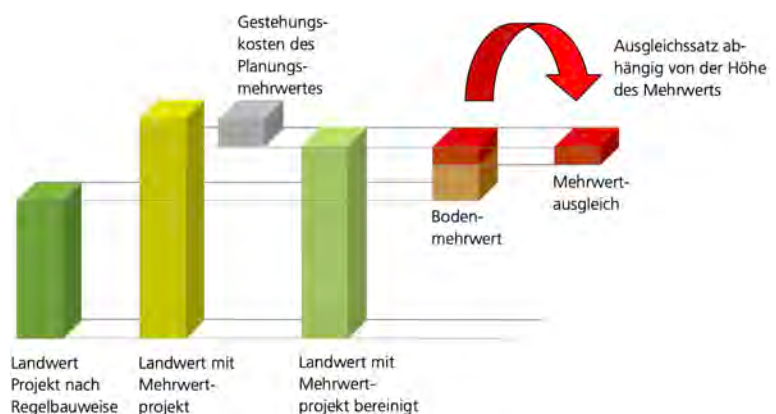 Gestehungs-
kosten des
Planungs-
mehrwertes
Ausgleichssatz ab-
hängig von der Höhe
des Mehrwerts
Mehrwert-
ausgleich
Boden-
mehrwert
Landwert
Projekt nach
Regelbauweise
Landwert mit
Mehrwert-
projekt
Landwert mit
Mehrwert-
projekt bereinigt